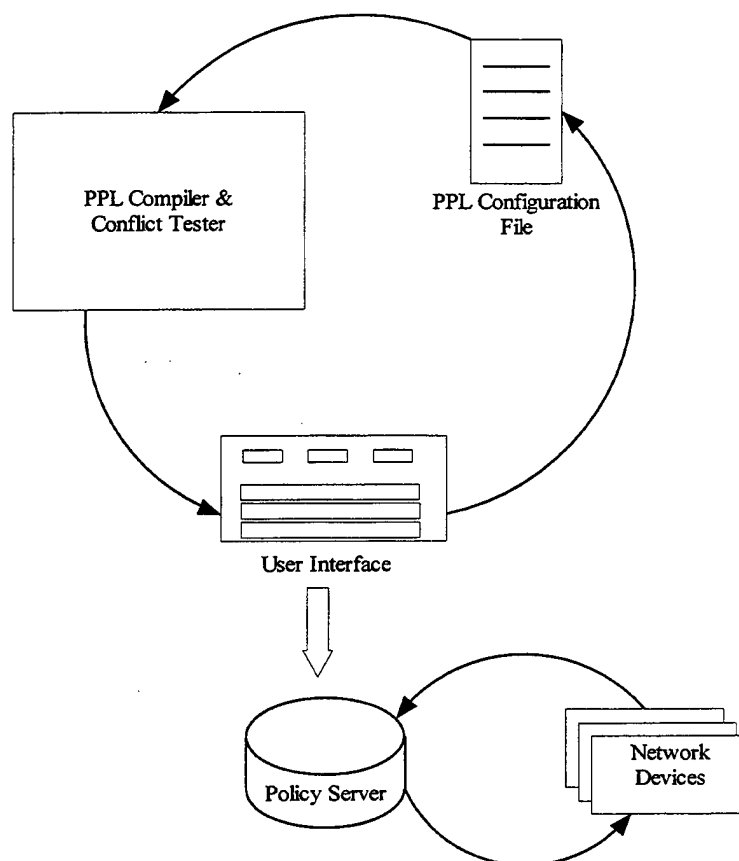 PPL Compiler &
Conflict Tester
PPL Configuration
File
User Interface
Policy Server
Network
Devices